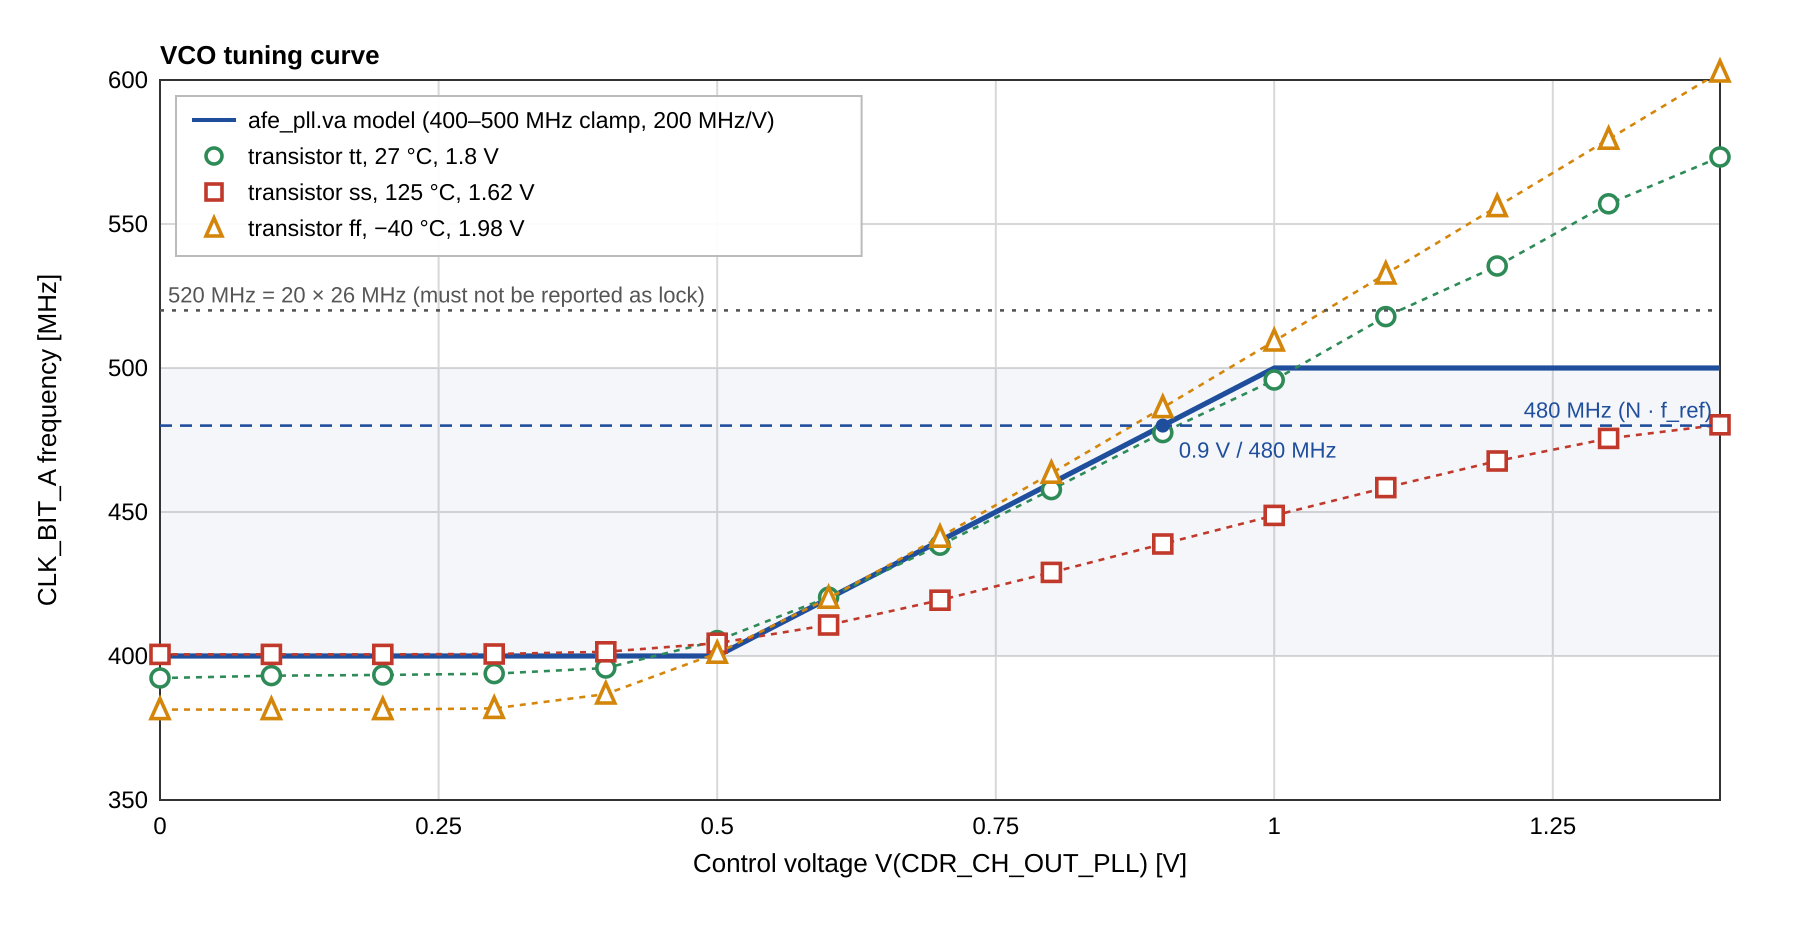 VCO tuning curve
600
550
500
450
400
350
CLK_BIT_A frequency [MHz]
afe_pll.va model (400–500 MHz clamp, 200 MHz/V)
transistor tt, 27 °C, 1.8 V
transistor ss, 125 °C, 1.62 V
transistor ff, −40 °C, 1.98 V
520 MHz = 20 × 26 MHz (must not be reported as lock)
480 MHz (N · f_ref)
0.9 V / 480 MHz
0 0.25 0.5 0.75 1 1.25
Control voltage V(CDR_CH_OUT_PLL) [V]